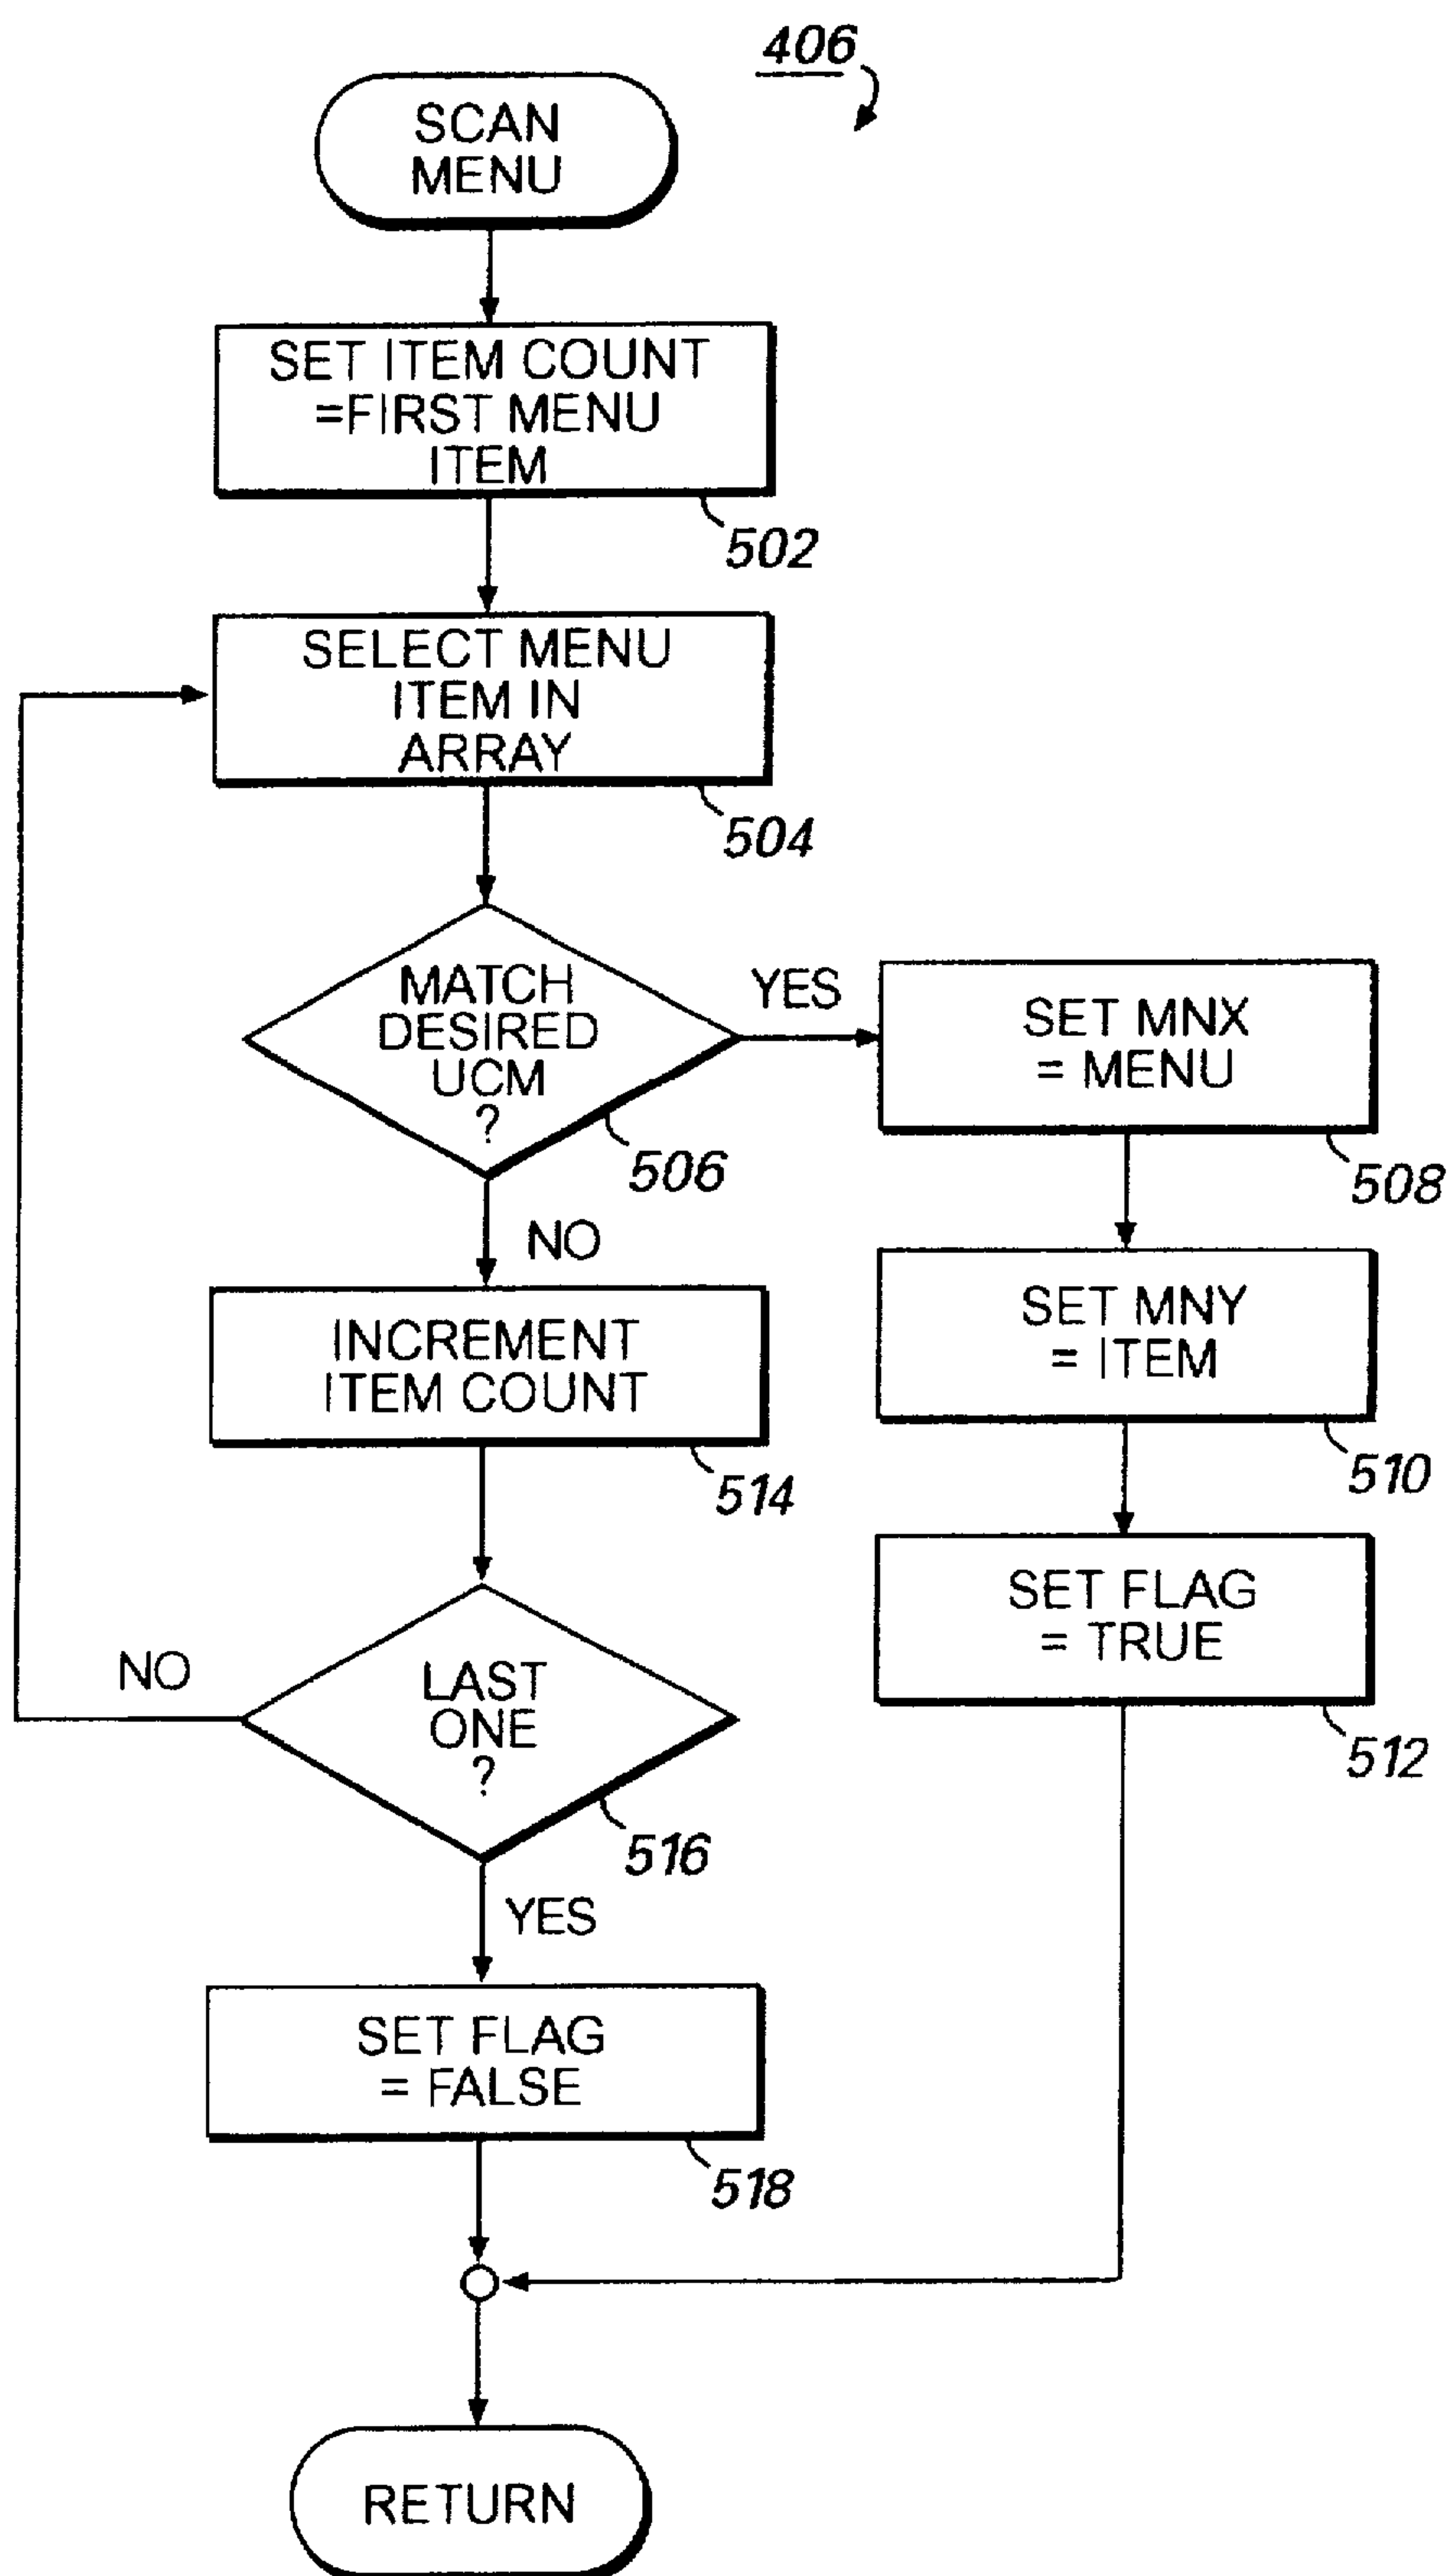 406
SCAN
MENU
SET ITEM COUNT
=FIRST MENU
ITEM
502
SELECT MENU
ITEM IN
ARRAY
504
MATCH
DESIRED
UCM
?
506
YES
SET MNX
= MENU
508
NO
SET MNY
= ITEM
510
INCREMENT
ITEM COUNT
514
SET FLAG
= TRUE
512
LAST
ONE
?
516
NO
YES
SET FLAG
= FALSE
518
RETURN